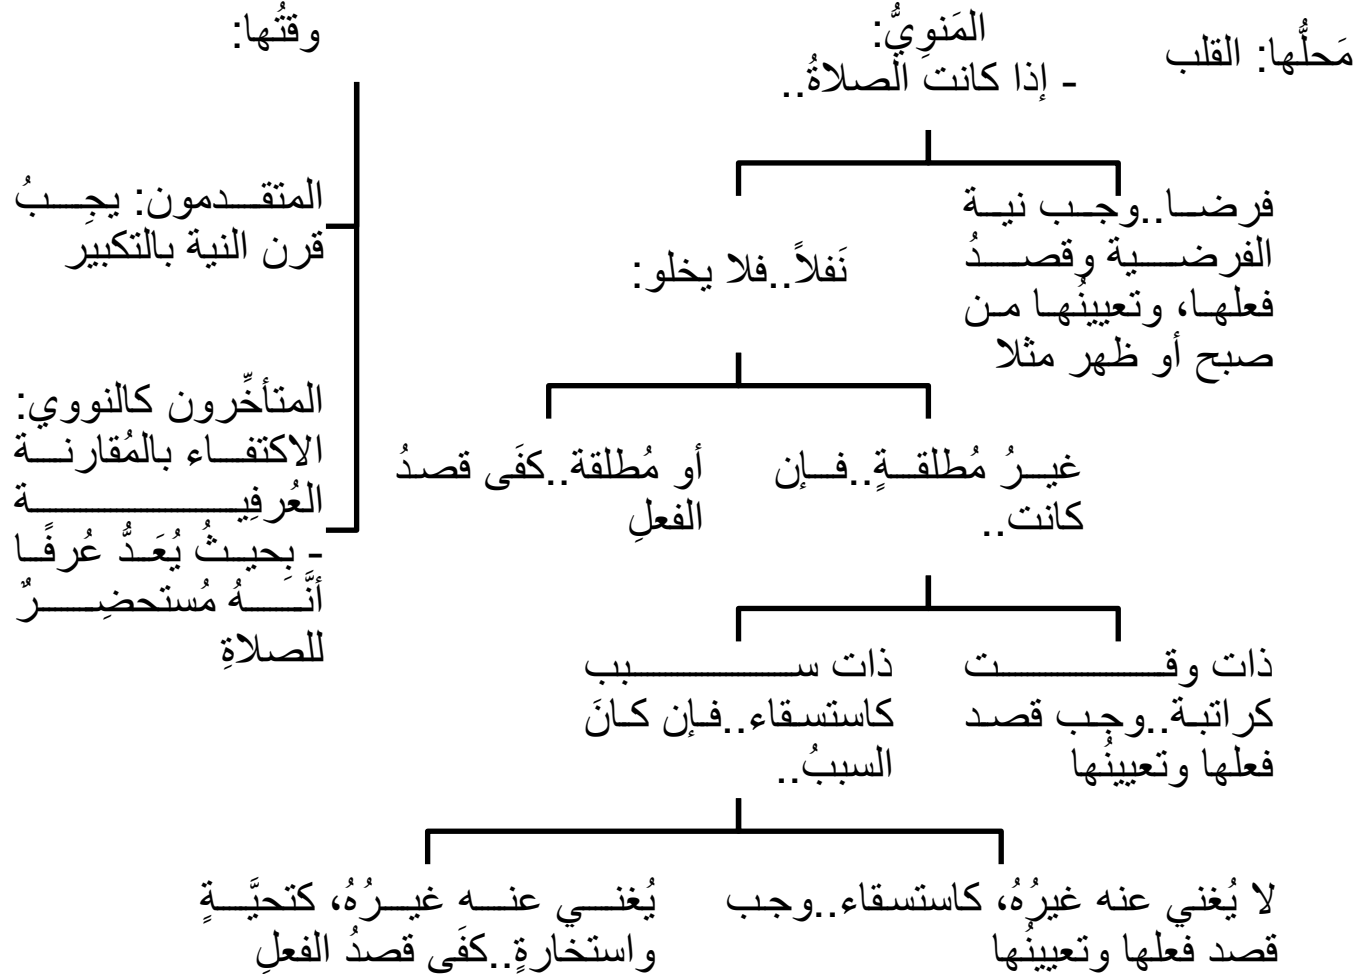 مَحلُّها: القلب
المَنوِيُّ:
- إذا كانت الصلاةُ..
فرضا..وجب نية
الفرضية وقصدُ
فعلها، وتعيينُها من
صبح أو ظهر مثلا
نَفلاً..فلا يخلو:
غيرُ مُطلقةٍ..فإن
كانت..
أو مُطلقة..كفَى قصدُ
الفعلِ
ذات وقت
كراتبة..وجب قصد
فعلها وتعيينُها
ذات سبب
كاستسقاء..فإن كانَ
السببُ..
لا يُغني عنه غيرُهُ، كاستسقاء..وجب
قصد فعلها وتعيينُها
يُغني عنه غيرُهُ، كتحيَّةٍ
واستخارةٍ..كفَى قصدُ الفعلِ
وقتُها:
المتقدمون: يجِبُ
قرن النية بالتكبير
المتأخِّرون كالنووي:
الاكتفاء بالمُقارنة
العُرفِية
- بِحيثُ يُعَدُّ عُرفًا
أنَّهُ مُستحضِرٌ
للصلاةِ